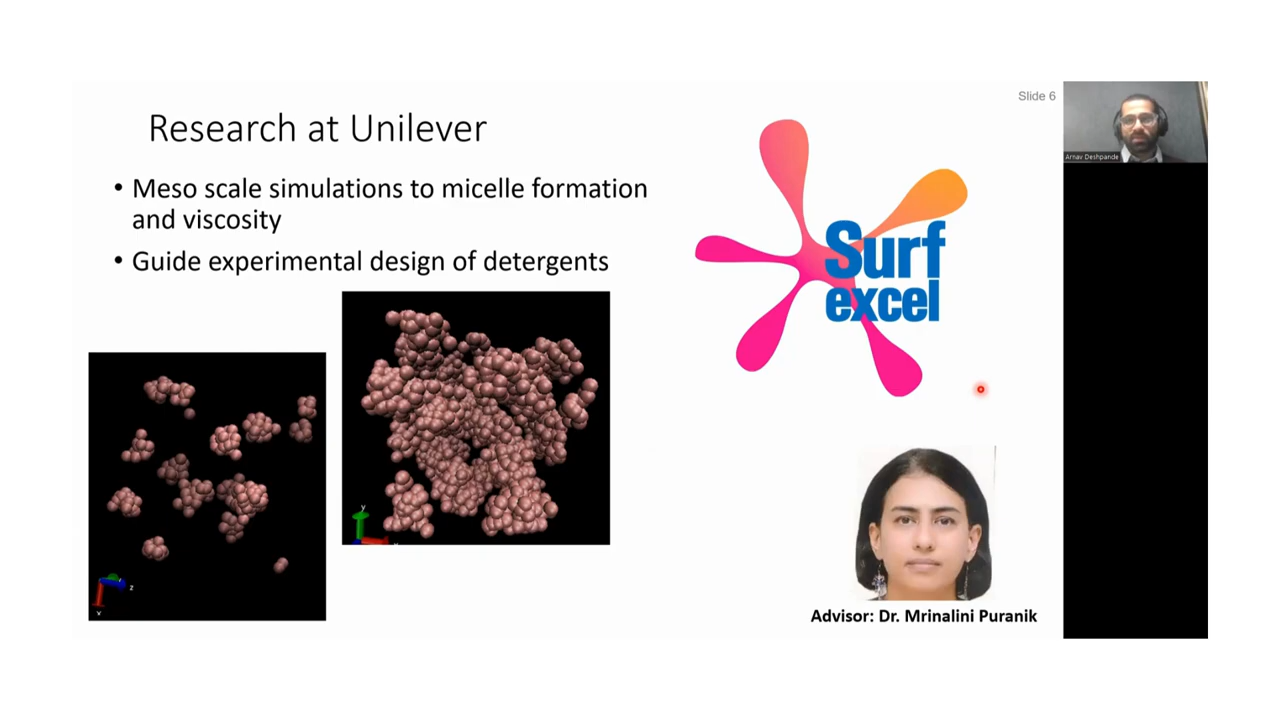 Slide 6
Research at Unilever
• Meso scale simulations to micelle formation
and viscosity
• Guide experimental design of detergents
Surf
excel
Arnav Deshpande
y
z
Advisor: Dr. Mrinalini Puranik